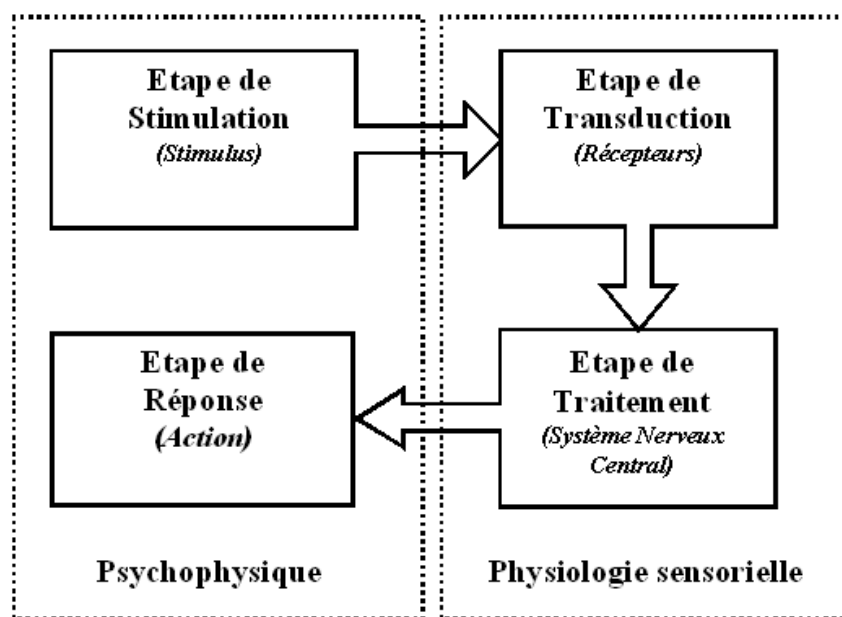 Etape de
Stimulation
(Stimulus)
Etape de
Transduction
(Récepteurs)
Etape de
Réponse
(Action)
Etape de
Traitement
(Système Nerveux
Central)
Psychophysique
Physiologie sensorielle